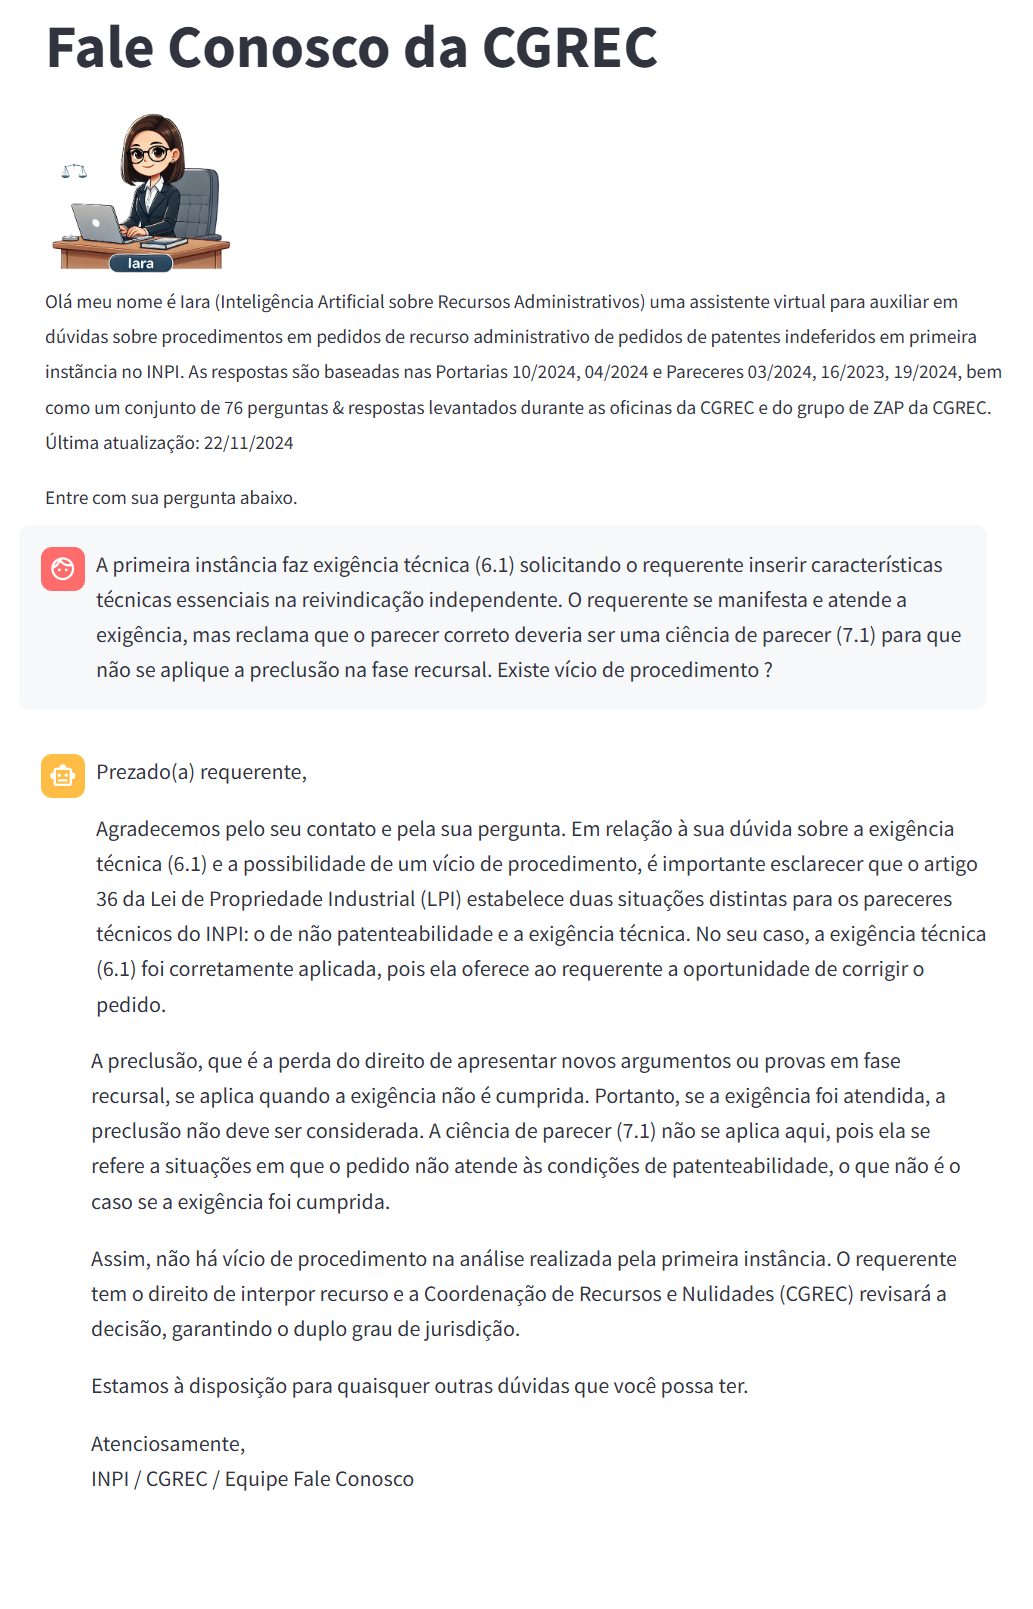 Fale Conosco da CGREC
Iara
Olá meu nome é Iara (Inteligência Artificial sobre Recursos Administrativos) uma assistente virtual para auxiliar em
dúvidas sobre procedimentos em pedidos de recurso administrativo de pedidos de patentes indeferidos em primeira
instãncia no INPI. As respostas são baseadas nas Portarias 10/2024, 04/2024 e Pareceres 03/2024, 16/2023, 19/2024, bem
como um conjunto de 76 perguntas & respostas levantados durante as oficinas da CGREC e do grupo de ZAP da CGREC.
Última atualização: 22/11/2024
Entre com sua pergunta abaixo.
A primeira instância faz exigência técnica (6.1) solicitando o requerente inserir características
técnicas essenciais na reivindicação independente. O requerente se manifesta e atende a
exigência, mas reclama que o parecer correto deveria ser uma ciência de parecer (7.1) para que
não se aplique a preclusão na fase recursal. Existe vício de procedimento ?
Prezado(a) requerente,
Agradecemos pelo seu contato e pela sua pergunta. Em relação à sua dúvida sobre a exigência
técnica (6.1) e a possibilidade de um vício de procedimento, é importante esclarecer que o artigo
36 da Lei de Propriedade Industrial (LPI) estabelece duas situações distintas para os pareceres
técnicos do INPI: o de não patenteabilidade e a exigência técnica. No seu caso, a exigência técnica
(6.1) foi corretamente aplicada, pois ela oferece ao requerente a oportunidade de corrigir o
pedido.
A preclusão, que é a perda do direito de apresentar novos argumentos ou provas em fase
recursal, se aplica quando a exigência não é cumprida. Portanto, se a exigência foi atendida, a
preclusão não deve ser considerada. A ciência de parecer (7.1) não se aplica aqui, pois ela se
refere a situações em que o pedido não atende às condições de patenteabilidade, o que não é o
caso se a exigência foi cumprida.
Assim, não há vício de procedimento na análise realizada pela primeira instância. O requerente
tem o direito de interpor recurso e a Coordenação de Recursos e Nulidades (CGREC) revisará a
decisão, garantindo o duplo grau de jurisdição.
Estamos à disposição para quaisquer outras dúvidas que você possa ter.
Atenciosamente,
INPI / CGREC / Equipe Fale Conosco